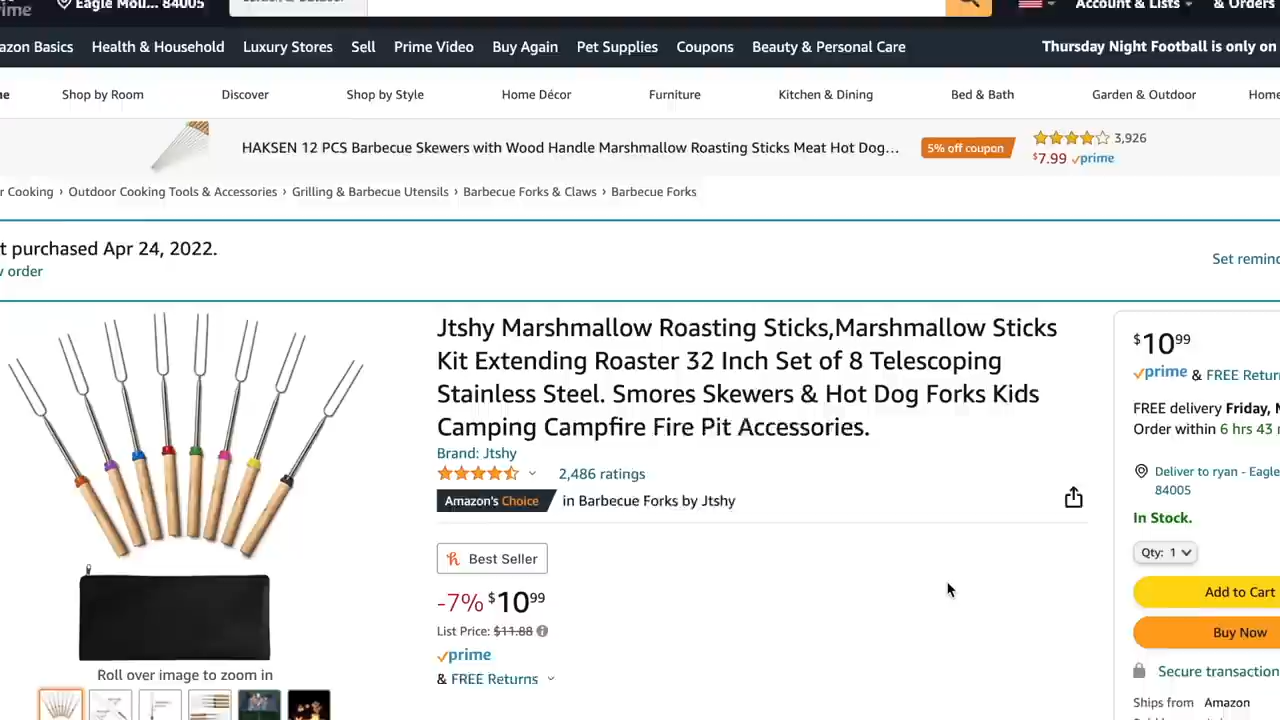 Eagle Mou... 84005
Account & Lists
& Orders
azon Basics Health & Household Luxury Stores Sell Prime Video Buy Again Pet Supplies Coupons Beauty & Personal Care
Thursday Night Football is only on
Shop by Room Discover Shop by Style Home Décor Furniture Kitchen & Dining Bed & Bath Garden & Outdoor Home
HAKSEN 12 PCS Barbecue Skewers with Wood Handle Marshmallow Roasting Sticks Meat Hot Dog...
5% off coupon
3,926
$7.99 prime
r Cooking › Outdoor Cooking Tools & Accessories › Grilling & Barbecue Utensils › Barbecue Forks & Claws › Barbecue Forks
t purchased Apr 24, 2022.
order
Set remin
Jtshy Marshmallow Roasting Sticks,Marshmallow Sticks
Kit Extending Roaster 32 Inch Set of 8 Telescoping
Stainless Steel. Smores Skewers & Hot Dog Forks Kids
Camping Campfire Fire Pit Accessories.
Brand: Jtshy
2,486 ratings
Amazon's Choice in Barbecue Forks by Jtshy
Best Seller
-7% $10.99
List Price: $11.88
prime
& FREE Returns
Roll over image to zoom in
$10.99
prime & FREE Retur
FREE delivery Friday, M
Order within 6 hrs 43
Deliver to ryan - Eagle
84005
In Stock.
Qty: 1
Add to Cart
Buy Now
Secure transaction
Ships from Amazon